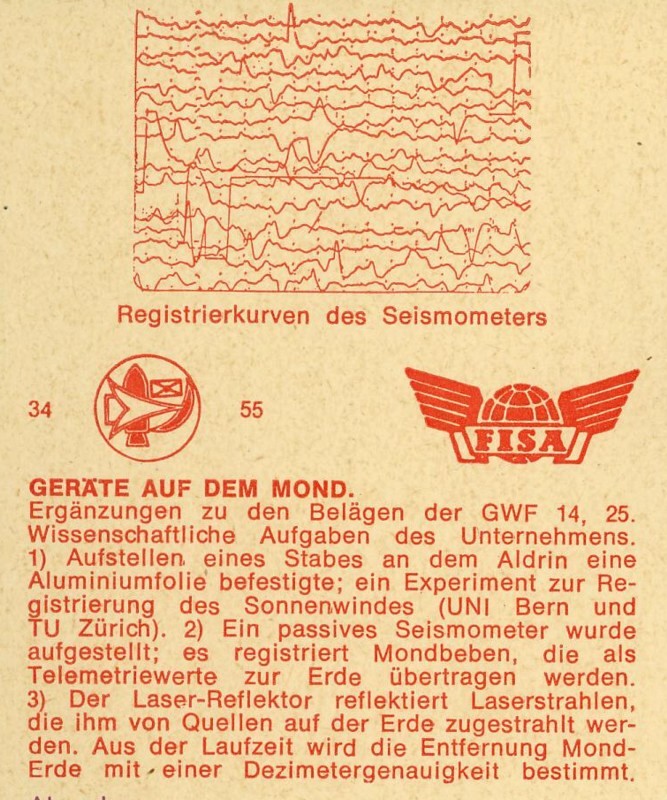 Registrierkurven des Seismometers
34 55
FISA
GERÄTE AUF DEM MOND.
Ergänzungen zu den Belägen der GWF 14, 25.
Wissenschaftliche Aufgaben des Unternehmens.
1) Aufstellen eines Stabes an dem Aldrin eine
Aluminiumfolie befestigte; ein Experiment zur Re-
gistrierung des Sonnenwindes (UNI Bern und
TU Zürich). 2) Ein passives Seismometer wurde
aufgestellt; es registriert Mondbeben, die als
Telemetriewerte zur Erde übertragen werden.
3) Der Laser-Reflektor reflektiert Laserstrahlen,
die ihm von Quellen auf der Erde zugestrahlt wer-
den. Aus der Laufzeit wird die Entfernung Mond-
Erde mit einer Dezimetergenauigkeit bestimmt.